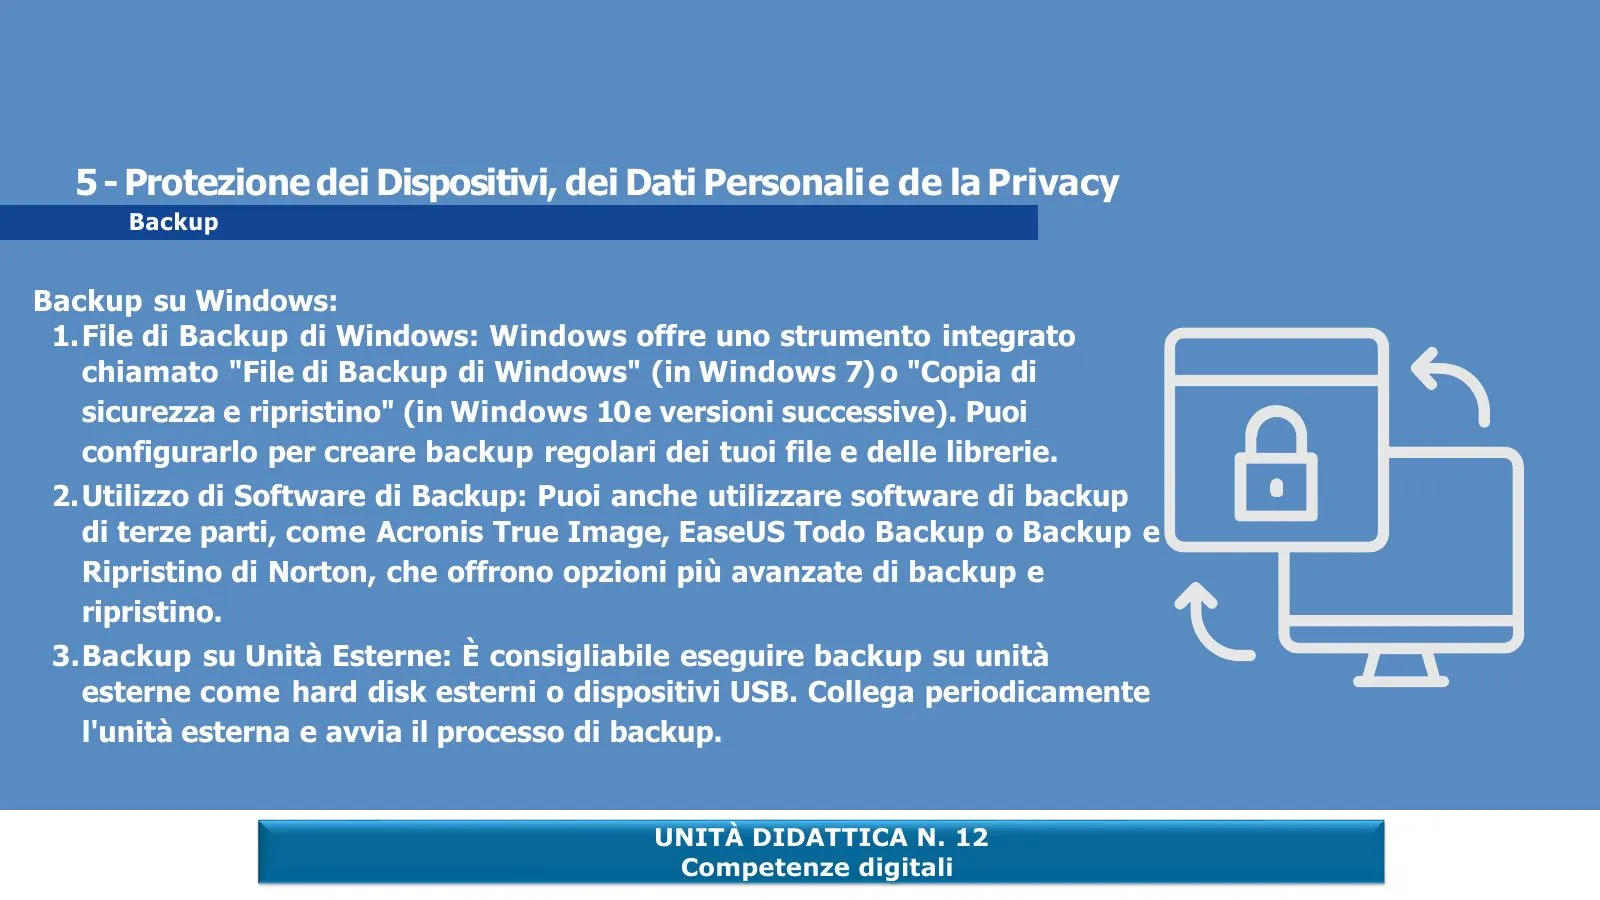 5 - Protezione dei Dispositivi, dei Dati Personali e de la Privacy
Backup
Backup su Windows:
1. File di Backup di Windows: Windows offre uno strumento integrato
chiamato "File di Backup di Windows" (in Windows 7) o "Copia di
sicurezza e ripristino" (in Windows 10 e versioni successive). Puoi
configurarlo per creare backup regolari dei tuoi file e delle librerie.
2. Utilizzo di Software di Backup: Puoi anche utilizzare software di backup
di terze parti, come Acronis True Image, EaseUS Todo Backup o Backup e
Ripristino di Norton, che offrono opzioni più avanzate di backup e
ripristino.
3. Backup su Unità Esterne: È consigliabile eseguire backup su unità
esterne come hard disk esterni o dispositivi USB. Collega periodicamente
l'unità esterna e avvia il processo di backup.
UNITÀ DIDATTICA N. 12
Competenze digitali